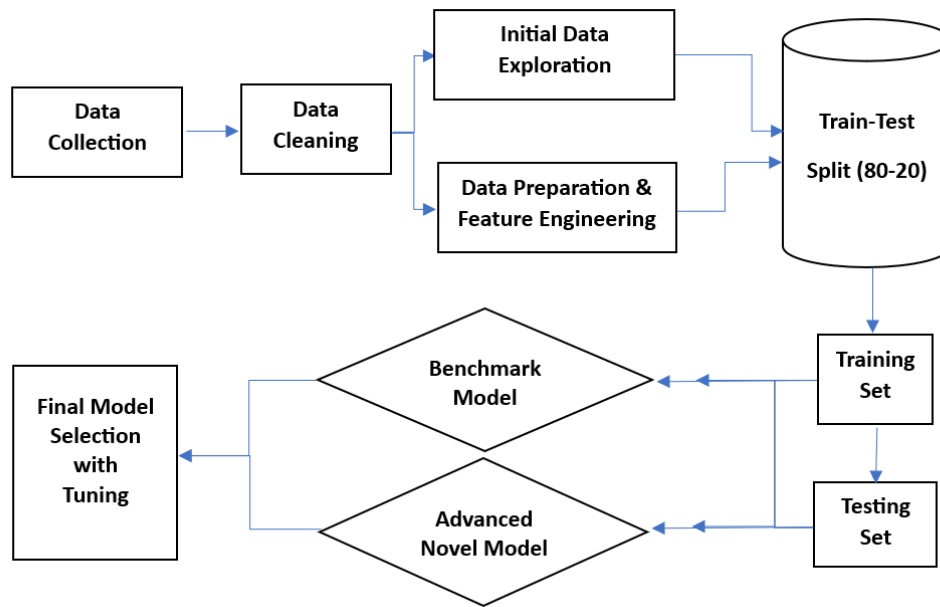 Data
Collection
Data
Cleaning
Initial Data
Exploration
Data Preparation &
Feature Engineering
Train-Test
Split (80-20)
Training
Set
Testing
Set
Benchmark
Model
Advanced
Novel Model
Final Model
Selection
with
Tuning